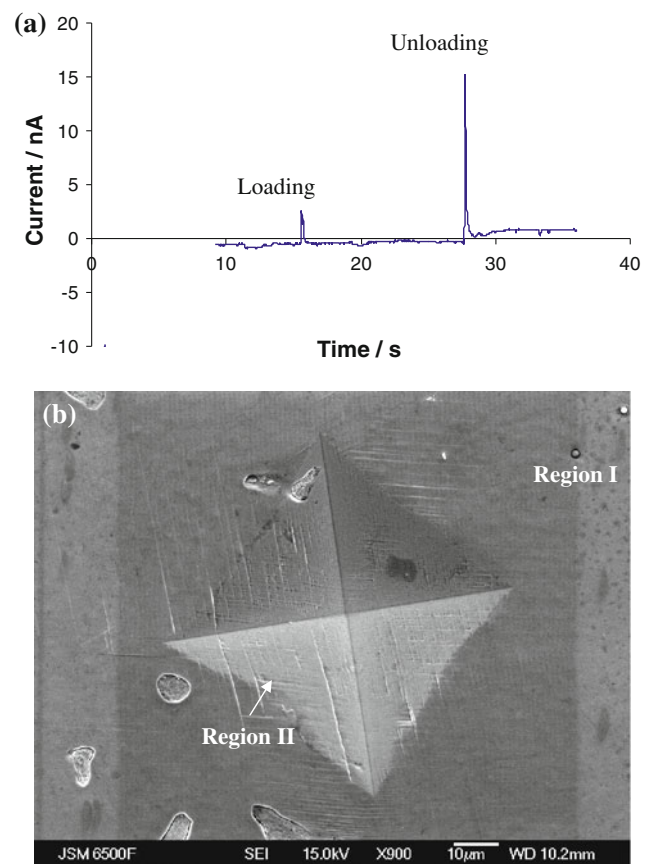 (a)
20
15
10
5
0
-5
-10
Current / nA
Unloading
Loading
0
10
20
30
40
Time / s
(b)
Region I
Region II
JSM 6500F SEI 15.0kV X900 10μm WD 10.2mm